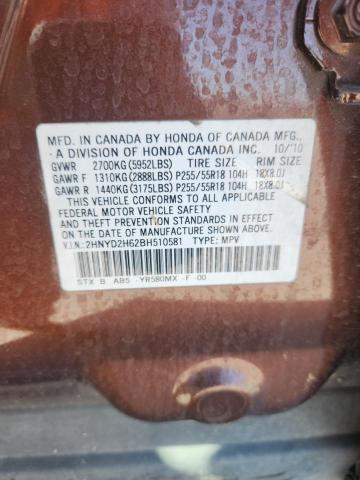 MFD. IN CANADA BY HONDA OF CANADA MFG.,
- A DIVISION OF HONDA CANADA INC. 10/'10
GVWR 2700KG(5952LBS) TIRE SIZE RIM SIZE
GAWR F 1310KG(2888LBS) P255/55R18 104H 18X8.0J
GAWR R 1440KG(3175LBS) P255/55R18 104H 18X8.0J
THIS VEHICLE CONFORMS TO ALL APPLICABLE
FEDERAL MOTOR VEHICLE SAFETY
AND THEFT PREVENTION STANDARDS IN EFFECT
ON THE DATE OF MANUFACTURE SHOWN ABOVE.
V.I.N.:2HNYD2H62BH510581 TYPE: MPV
STX B AB5 -YR580MX -F -00